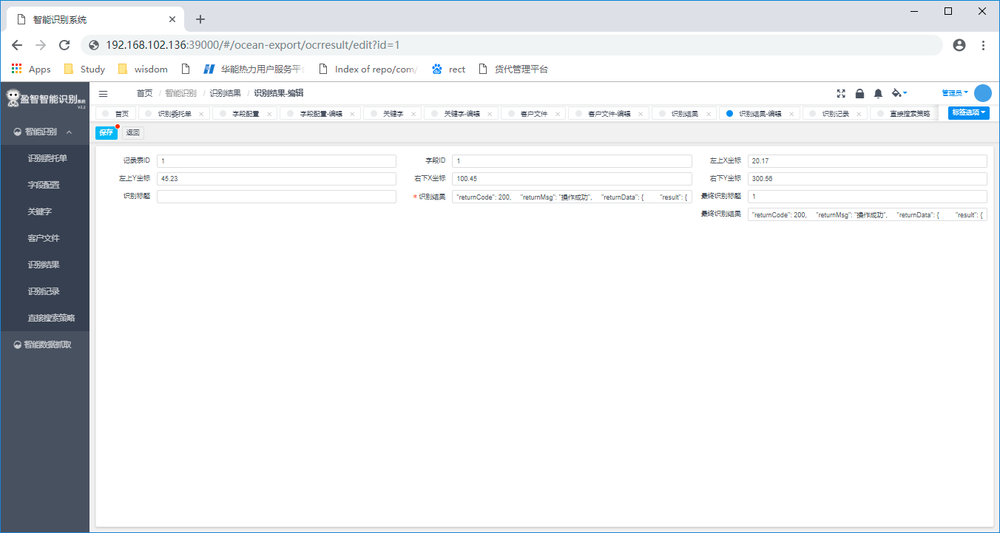 智能识别系统
192.168.102.136:39000/#/ocean-export/ocrresult/edit?id=1
Apps Study wisdom 华能热力用户服务平台 Index of repo/com/ rect 货代管理平台
盈智智能识别系统 V2.2
首页 / 智能识别 / 识别结果 / 识别结果-编辑 管理员
首页 识别委托单 字段配置 字段配置-编辑 关键字 关键字-编辑 客户文件 客户文件-编辑 识别结果 识别结果-编辑 识别记录 直接搜索策略 标签选项
保存 返回
智能识别
识别委托单
字段配置
关键字
客户文件
识别结果
识别记录
直接搜索策略
智能数据抓取
记录表ID 1 字段ID 1 左上X坐标 20.17
左上Y坐标 45.23 右下X坐标 100.45 右下Y坐标 300.56
识别标题 * 识别结果 "returnCode": 200, "returnMsg": "操作成功", "returnData": { "result": { 最终识别标题 1
最终识别结果 "returnCode": 200, "returnMsg": "操作成功", "returnData": { "result": {